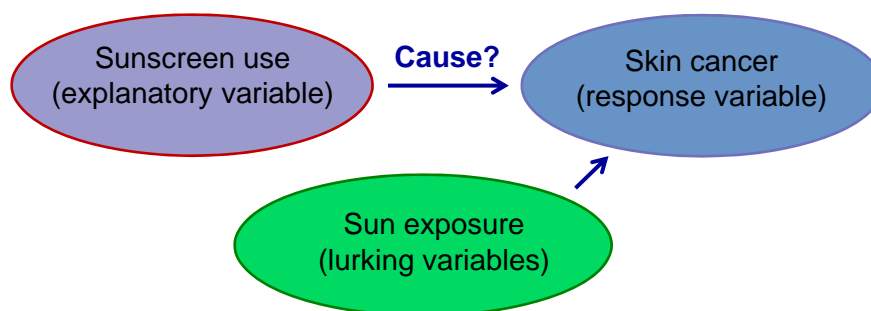 Sunscreen use
(explanatory variable)
Cause?
Skin cancer
(response variable)
Sun exposure
(lurking variables)